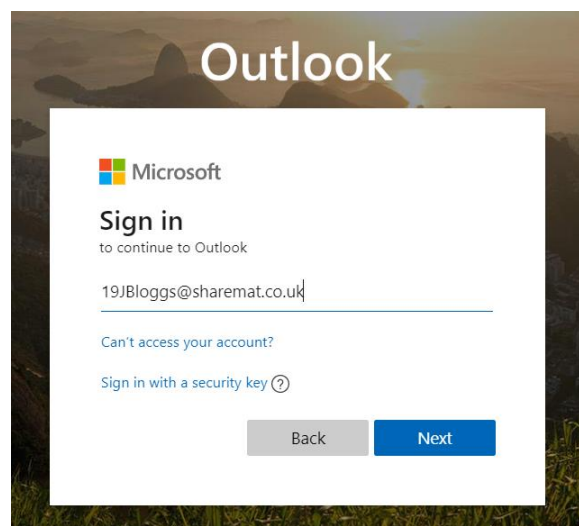 Outlook
Microsoft
Sign in
to continue to Outlook
19JBloggs@sharemat.co.uk
Can't access your account?
Sign in with a security key ?
Back Next